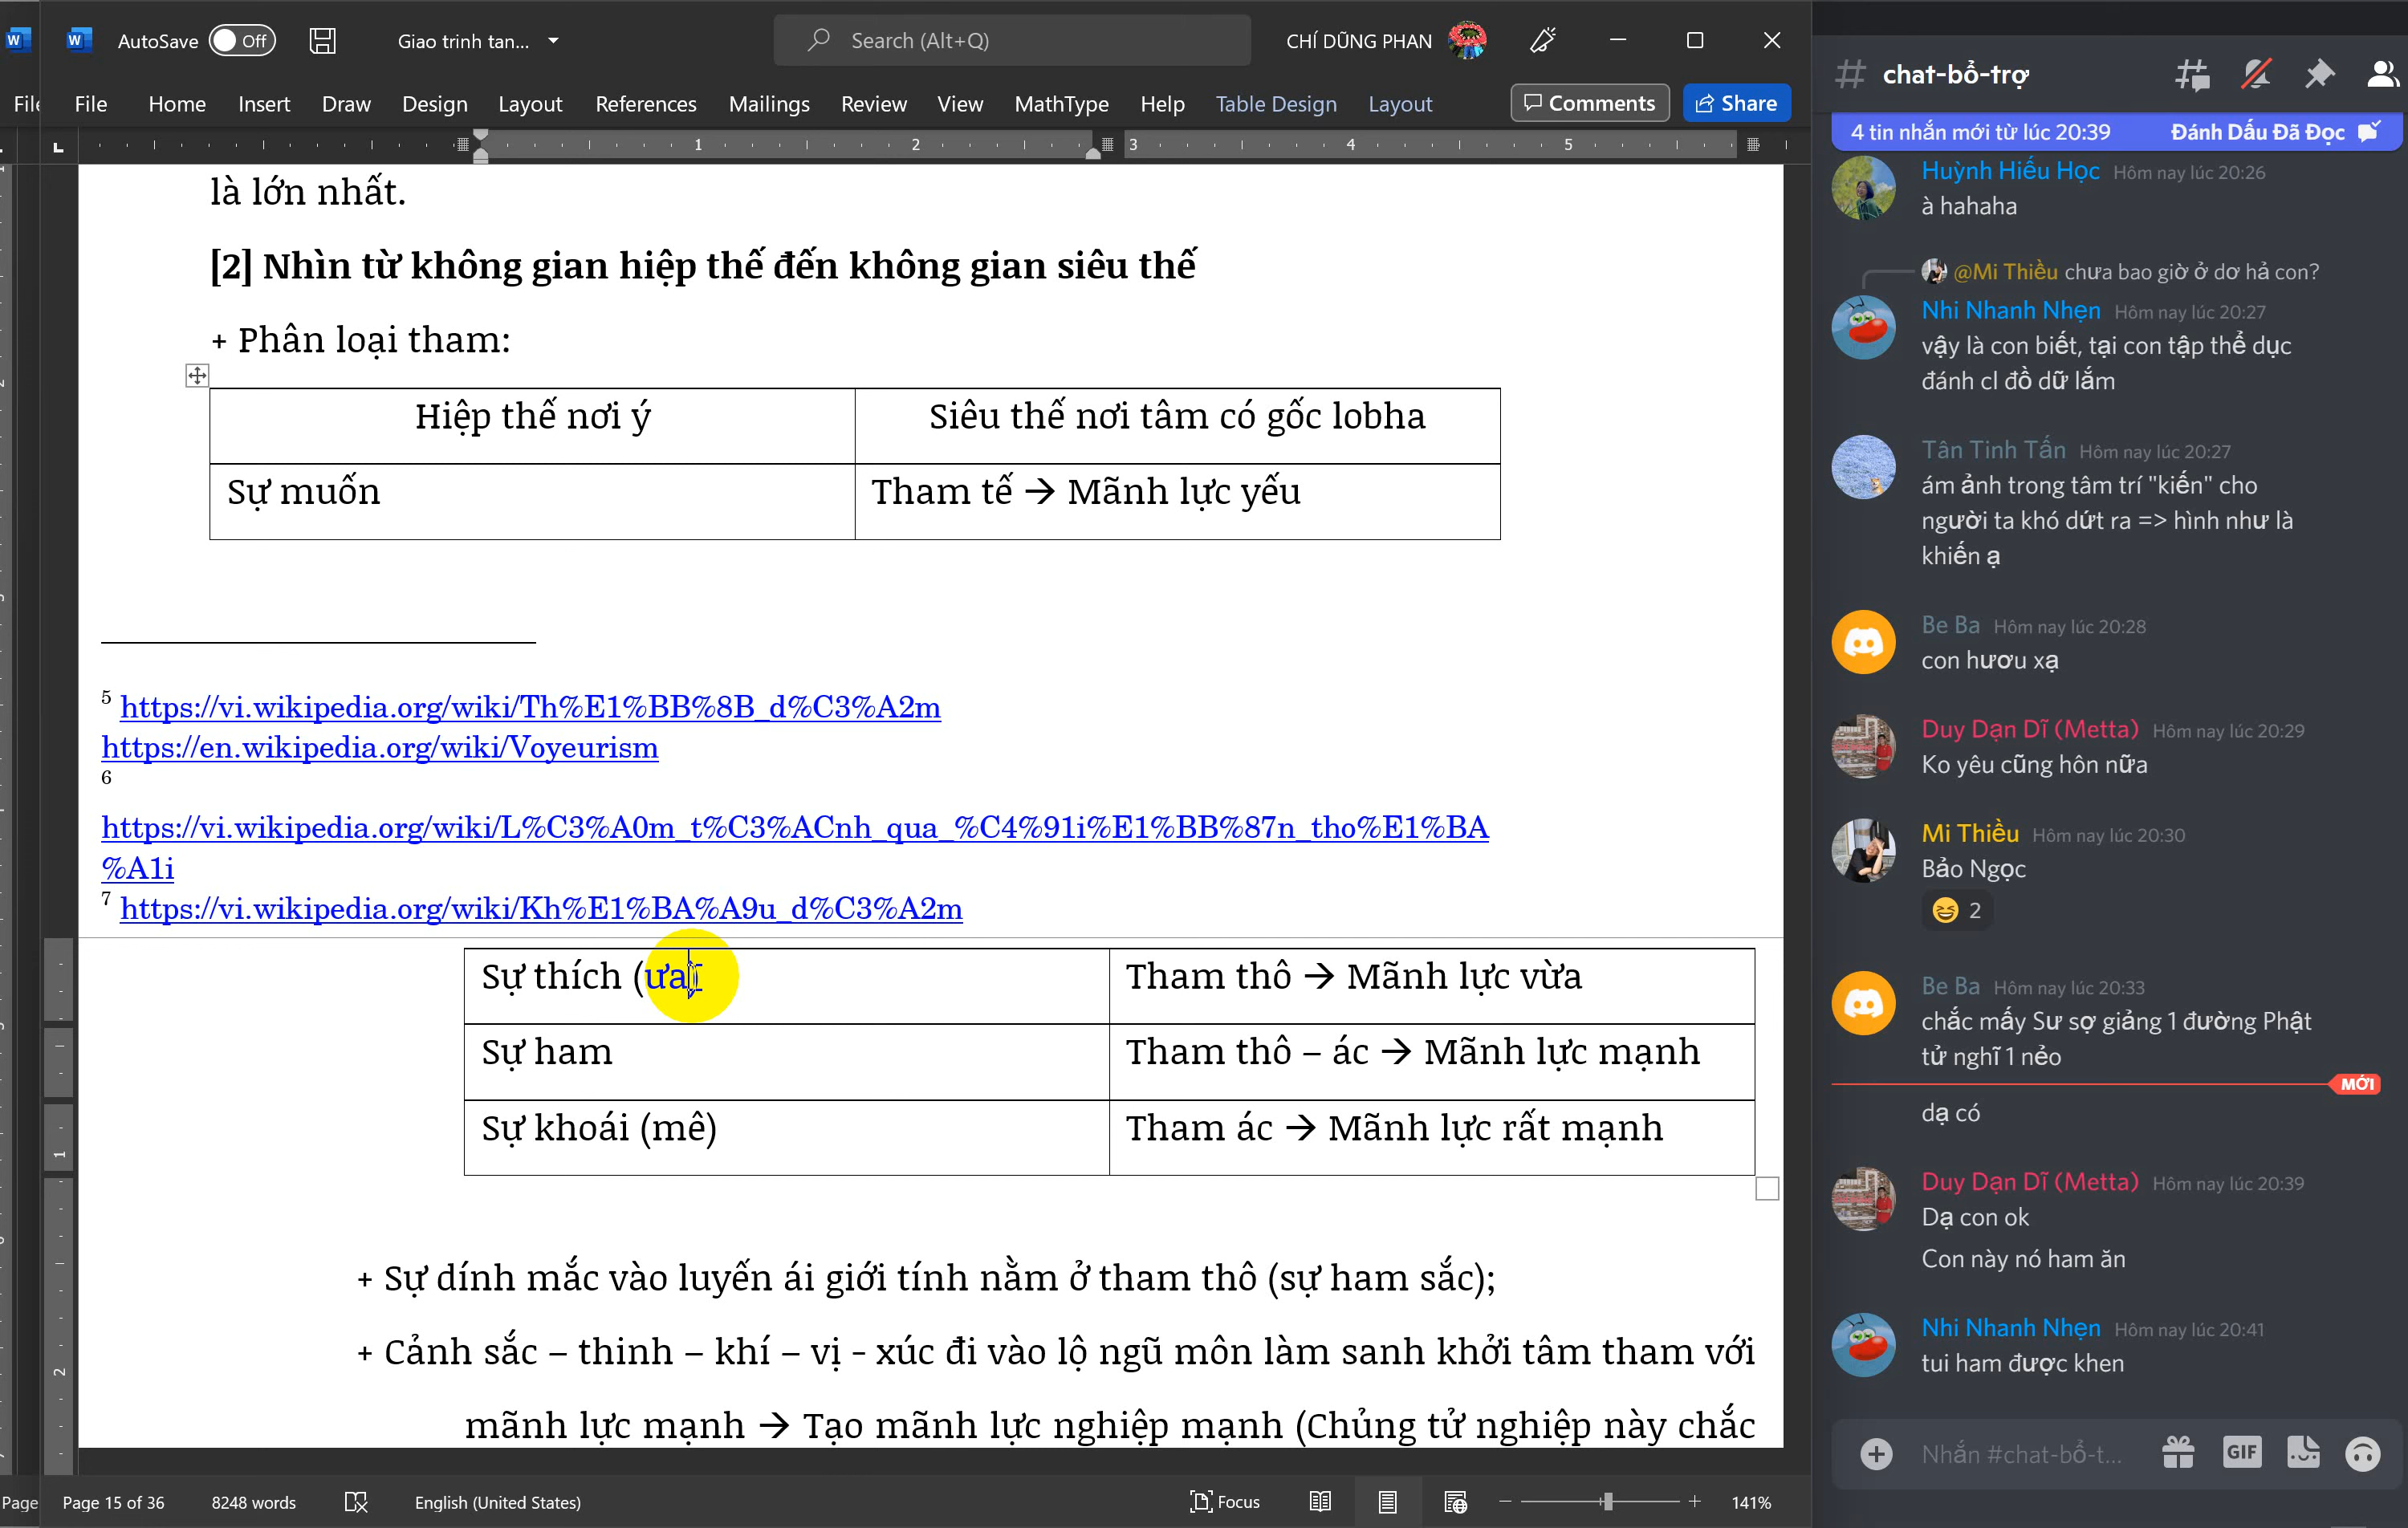 AutoSave Off Giao trinh tan... Search (Alt+Q) CHÍ DŨNG PHAN
File Home Insert Draw Design Layout References Mailings Review View MathType Help Table Design Layout Comments Share
1 2 3 4 5
là lớn nhất.
[2] Nhìn từ không gian hiệp thế đến không gian siêu thế
+ Phân loại tham:
Hiệp thế nơi ý Siêu thế nơi tâm có gốc lobha
Sự muốn Tham tế → Mãnh lực yếu
5 https://vi.wikipedia.org/wiki/Th%E1%BB%8B_d%C3%A2m
https://en.wikipedia.org/wiki/Voyeurism
6
https://vi.wikipedia.org/wiki/L%C3%A0m_t%C3%ACnh_qua_%C4%91i%E1%BB%87n_tho%E1%BA
%A1i
7 https://vi.wikipedia.org/wiki/Kh%E1%BA%A9u_d%C3%A2m
Sự thích (ưa) Tham thô → Mãnh lực vừa
Sự ham Tham thô – ác → Mãnh lực mạnh
Sự khoái (mê) Tham ác → Mãnh lực rất mạnh
+ Sự dính mắc vào luyến ái giới tính nằm ở tham thô (sự ham sắc);
+ Cảnh sắc – thinh – khí – vị - xúc đi vào lộ ngũ môn làm sanh khởi tâm tham với
mãnh lực mạnh → Tạo mãnh lực nghiệp mạnh (Chủng tử nghiệp này chắc
Page Page 15 of 36 8248 words English (United States) Focus 141%
# chat-bổ-trợ
4 tin nhắn mới từ lúc 20:39 Đánh Dấu Đã Đọc
Huỳnh Hiếu Học Hôm nay lúc 20:26
à hahaha
@Mi Thiều chưa bao giờ ở dơ hả con?
Nhi Nhanh Nhẹn Hôm nay lúc 20:27
vậy là con biết, tại con tập thể dục
đánh cl đồ dữ lắm
Tân Tinh Tấn Hôm nay lúc 20:27
ám ảnh trong tâm trí "kiến" cho
người ta khó dứt ra => hình như là
khiến ạ
Be Ba Hôm nay lúc 20:28
con hươu xạ
Duy Dạn Dĩ (Metta) Hôm nay lúc 20:29
Ko yêu cũng hôn nữa
Mi Thiều Hôm nay lúc 20:30
Bảo Ngọc
2
Be Ba Hôm nay lúc 20:33
chắc mấy Sư sợ giảng 1 đường Phật
tử nghĩ 1 nẻo
MỚI
dạ có
Duy Dạn Dĩ (Metta) Hôm nay lúc 20:39
Dạ con ok
Con này nó ham ăn
Nhi Nhanh Nhẹn Hôm nay lúc 20:41
tui ham được khen
Nhắn #chat-bổ-t... GIF